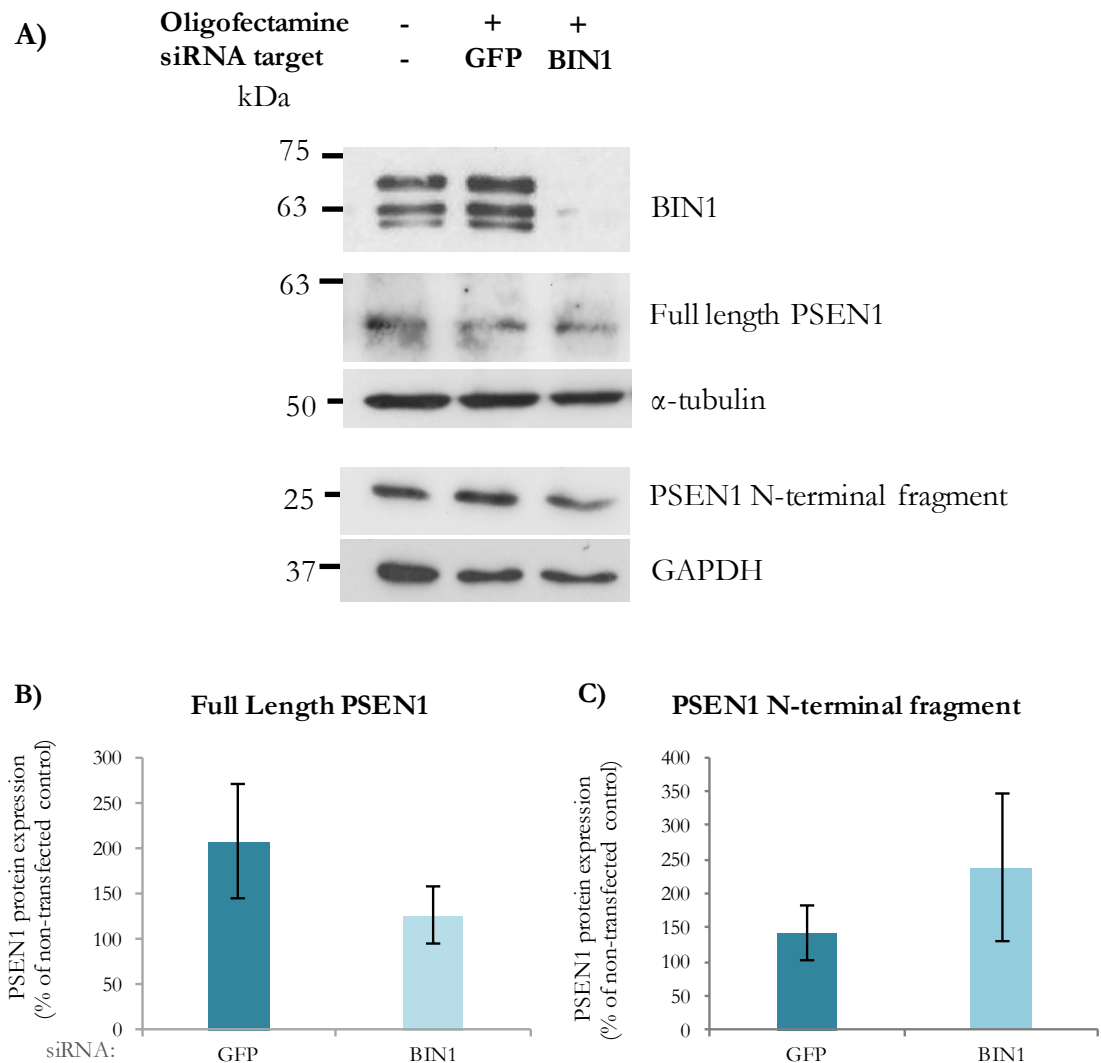 A)
Oligofectamine - + +
siRNA target - GFP BIN1
kDa
75
63
BIN1
63
Full length PSEN1
50
α-tubulin
25
PSEN1 N-terminal fragment
37
GAPDH
B)
Full Length PSEN1
PSEN1 protein expression
(% of non-transfected control)
300
250
200
150
100
50
0
siRNA:
GFP BIN1
C)
PSEN1 N-terminal fragment
PSEN1 protein expression
(% of non-transfected control)
400
350
300
250
200
150
100
50
0
GFP BIN1